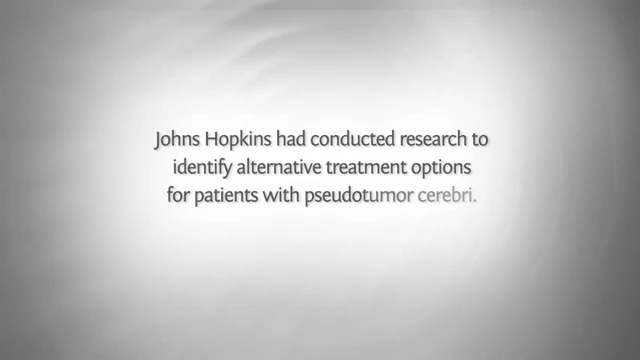 Johns Hopkins had conducted research to
identify alternative treatment options
for patients with pseudotumor cerebri.